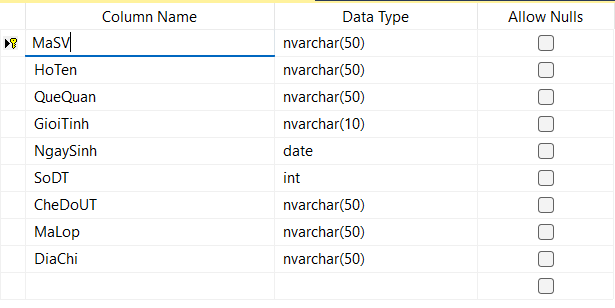 Column Name Data Type Allow Nulls
MaSV nvarchar(50)
HoTen nvarchar(50)
QueQuan nvarchar(50)
GioiTinh nvarchar(10)
NgaySinh date
SoDT int
CheDoUT nvarchar(50)
MaLop nvarchar(50)
DiaChi nvarchar(50)